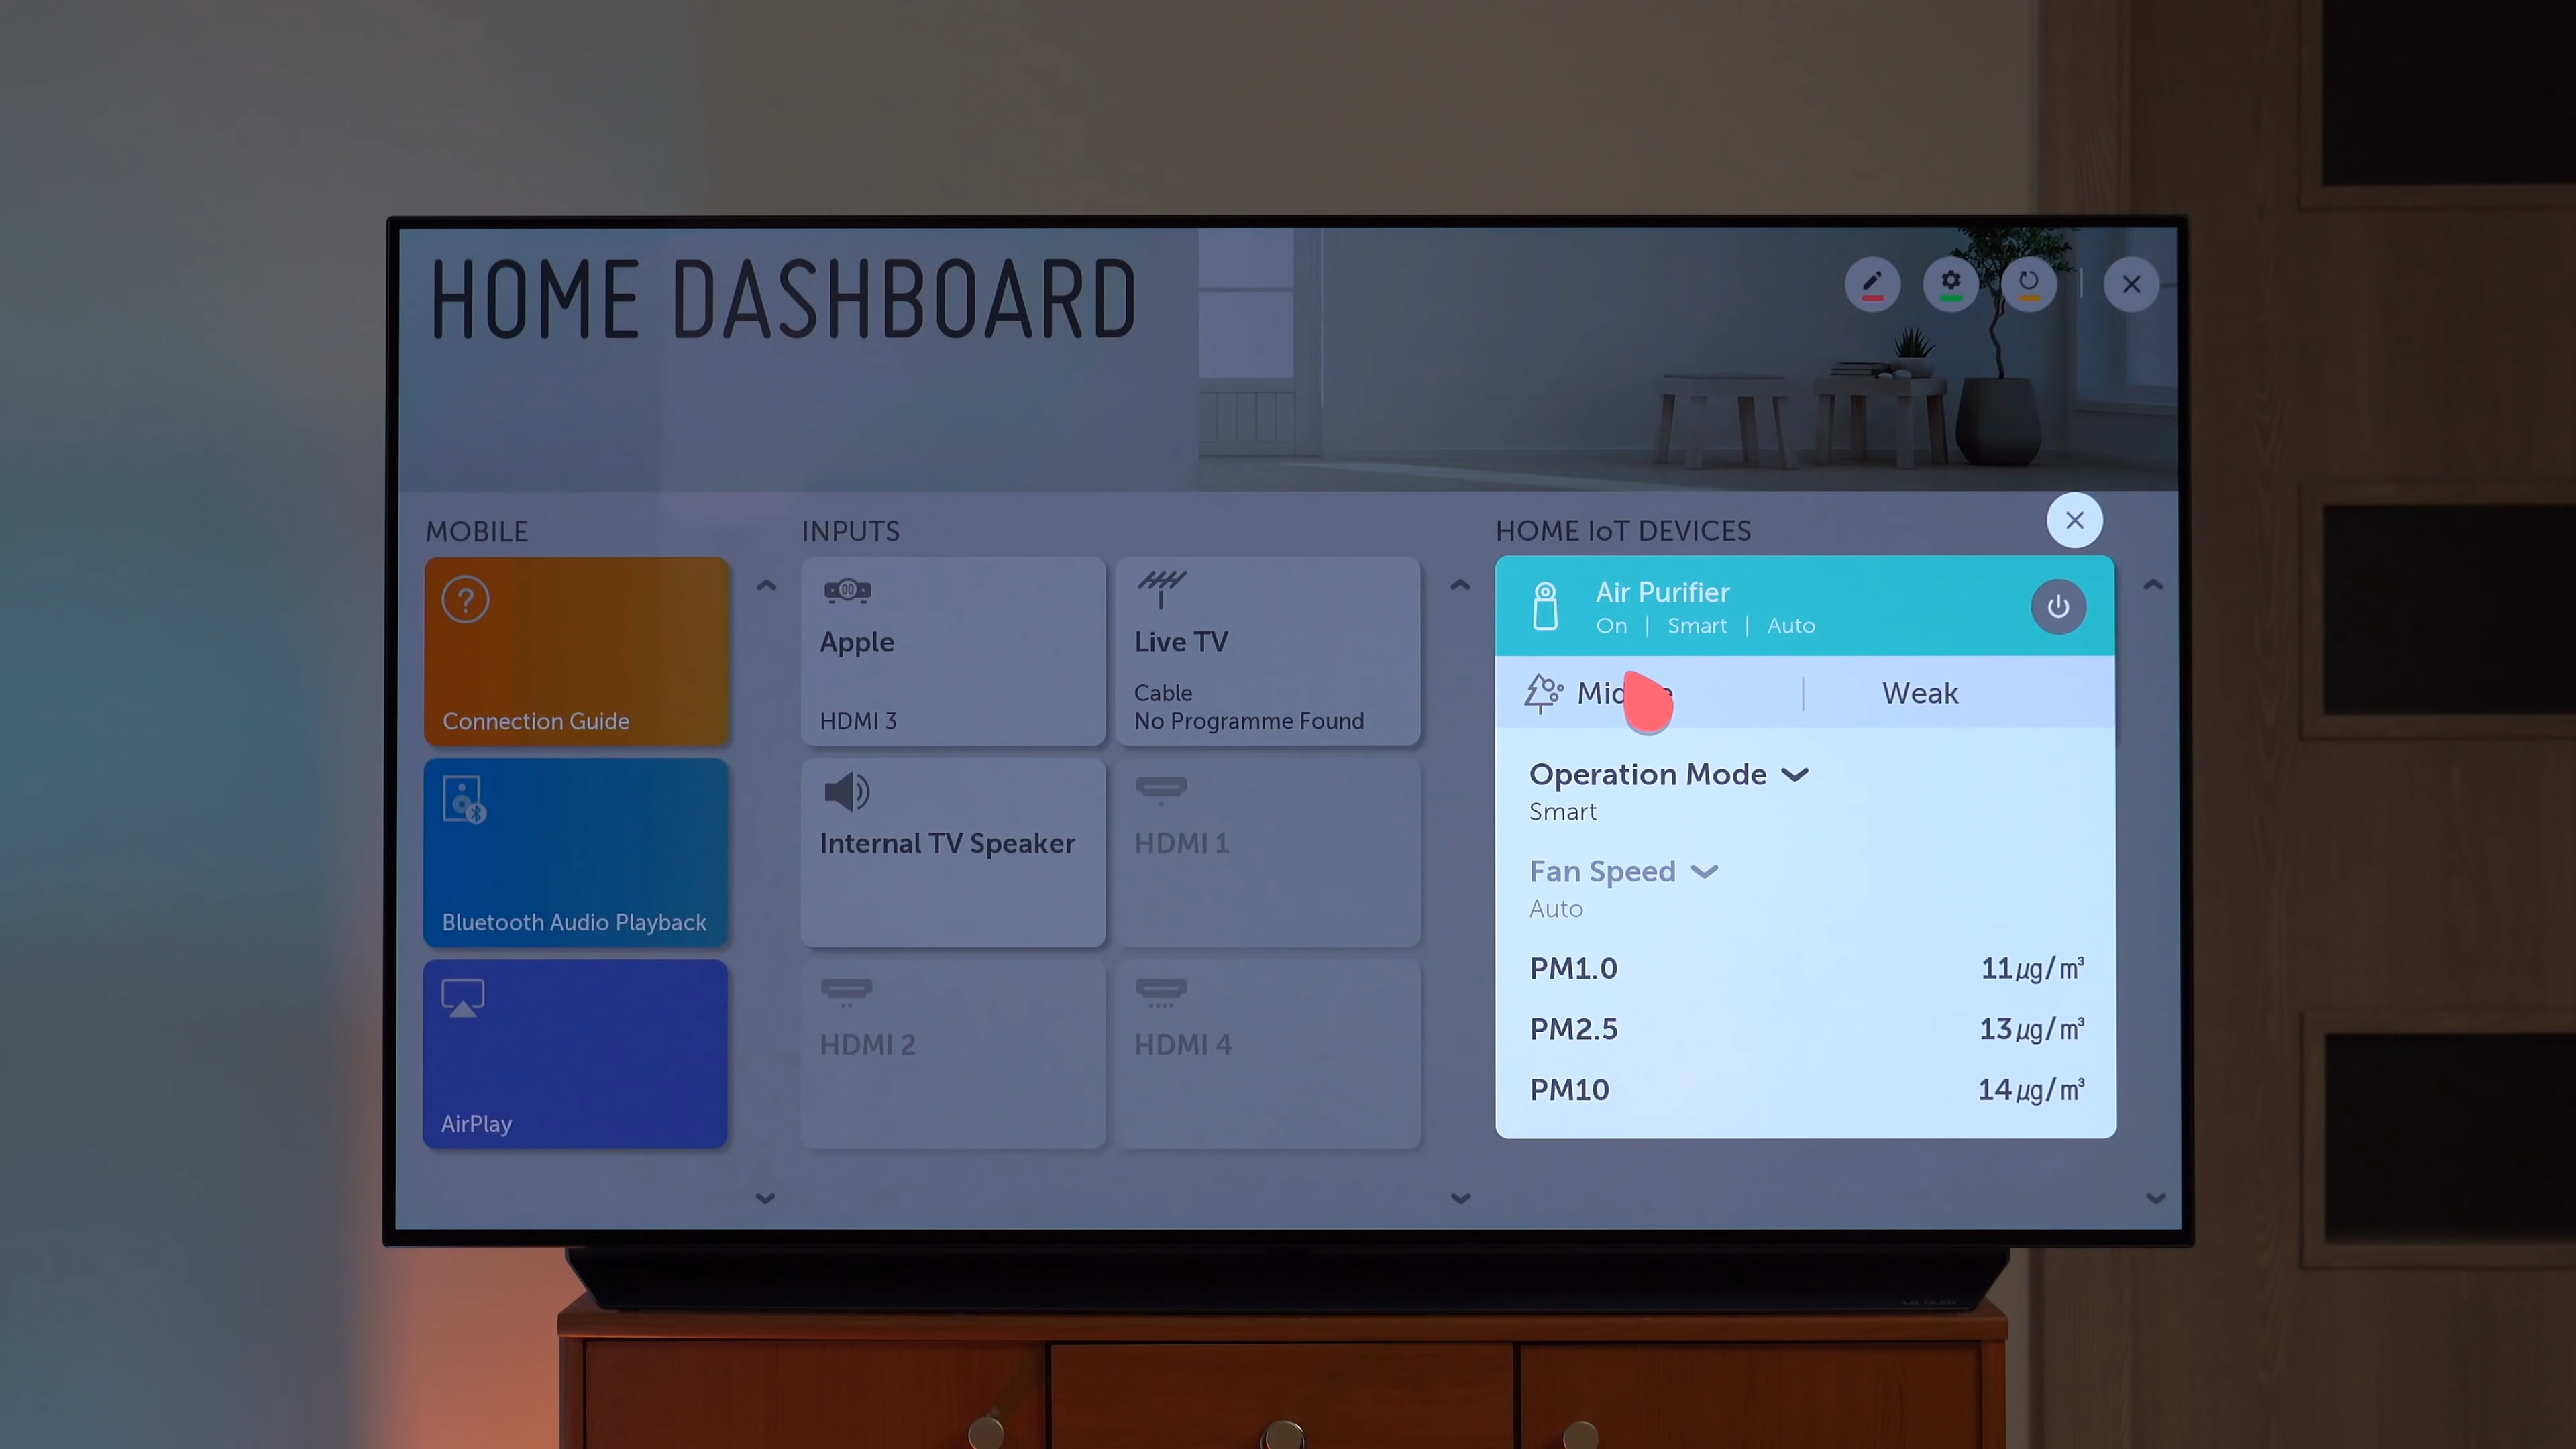 HOME DASHBOARD
MOBILE
Connection Guide
Bluetooth Audio Playback
AirPlay
INPUTS
Apple
HDMI 3
Live TV
Cable
No Programme Found
Internal TV Speaker
HDMI 1
HDMI 2
HDMI 4
HOME IoT DEVICES
Air Purifier
On | Smart | Auto
Weak
Operation Mode
Smart
Fan Speed
Auto
PM1.0 11㎍/㎥
PM2.5 13㎍/㎥
PM10 14㎍/㎥